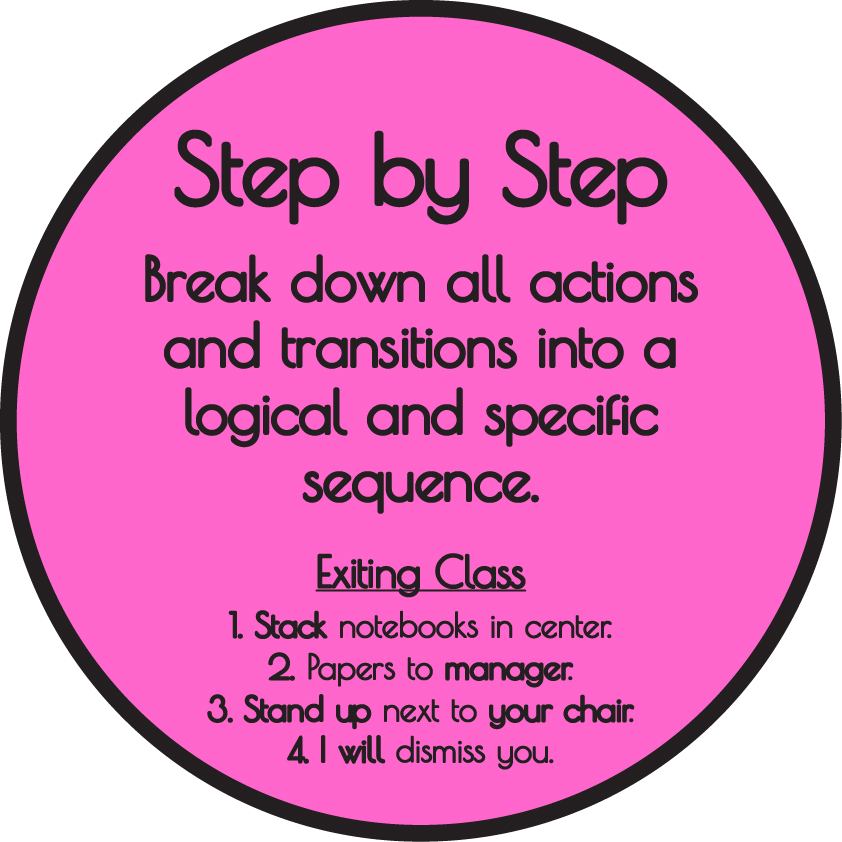 Step by Step
Break down all actions
and transitions into a
logical and specific
sequence.
Exiting Class
1. Stack notebooks in center.
2. Papers to manager.
3. Stand up next to your chair.
4. I will dismiss you.